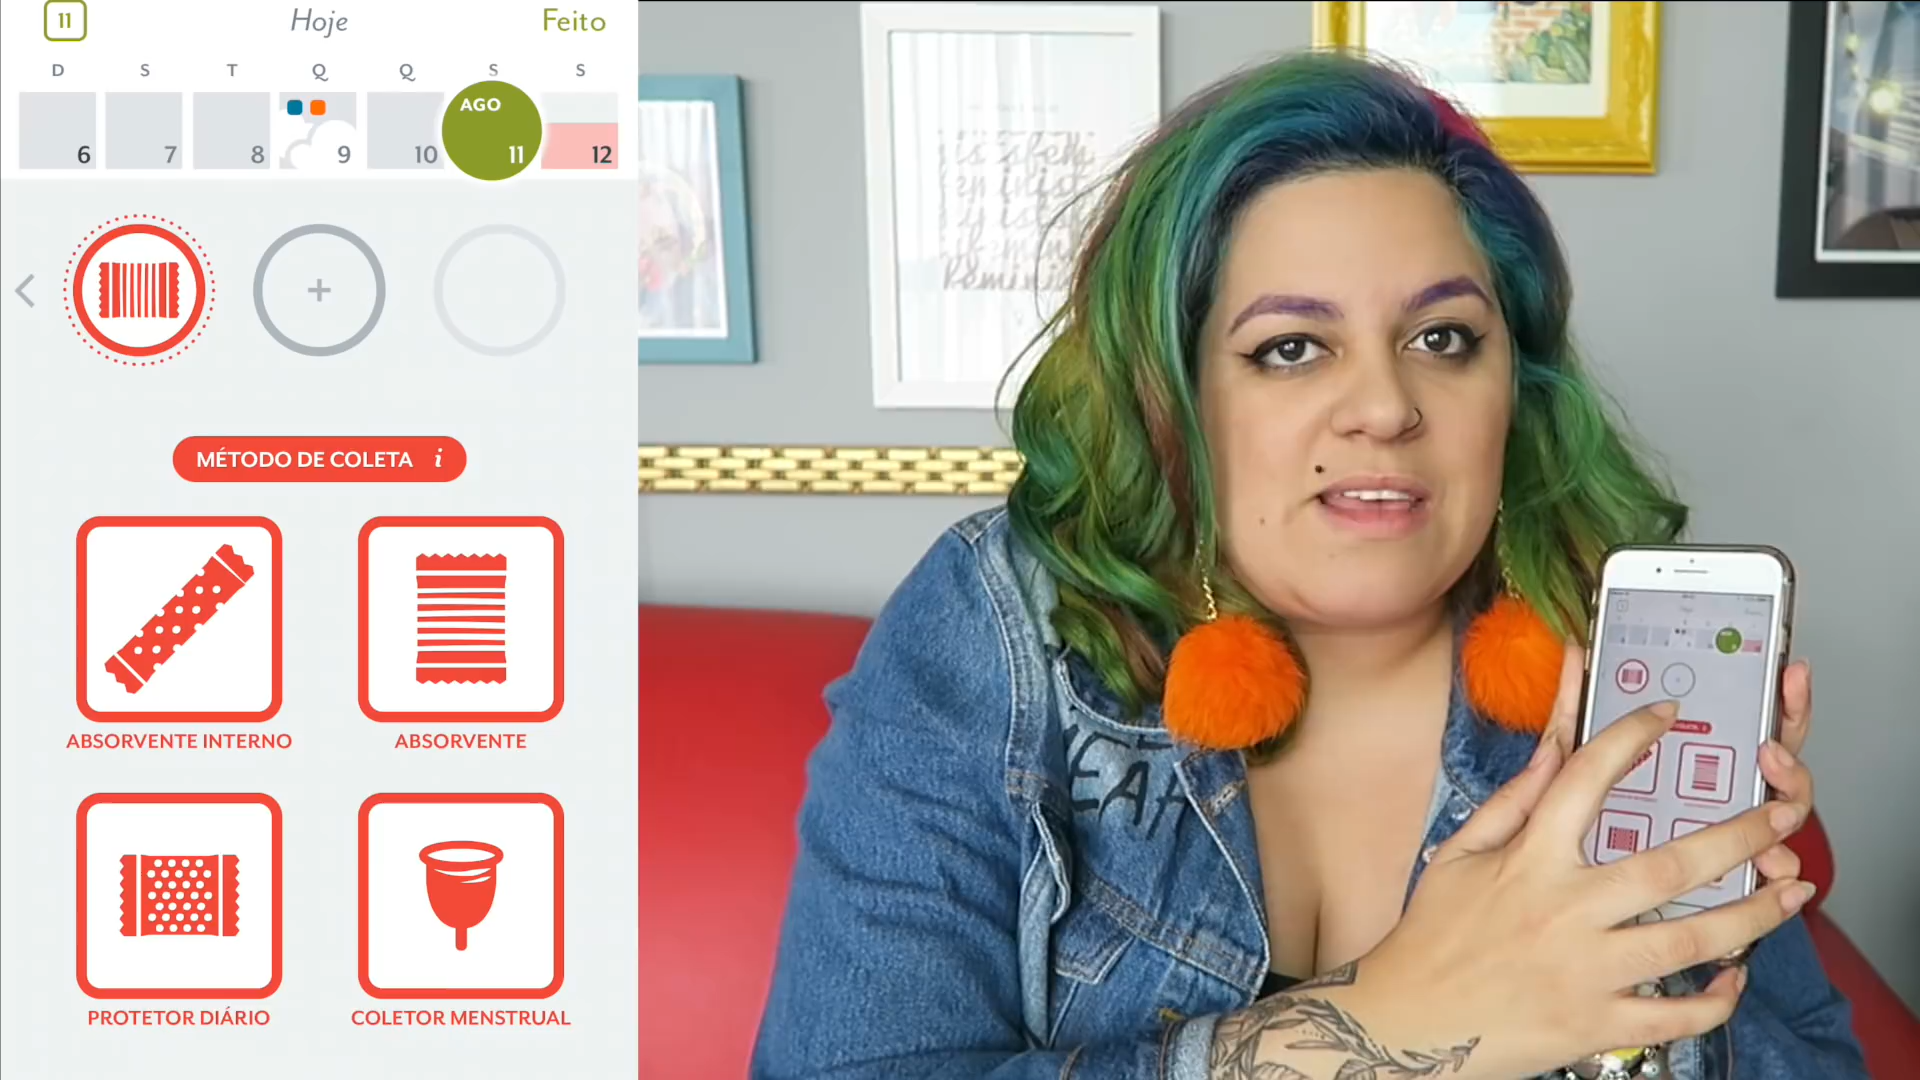 11
Hoje
Feito
D S T Q Q S S
AGO
6 7 8 9 10 11 12
MÉTODO DE COLETA i
ABSORVENTE INTERNO
ABSORVENTE
PROTETOR DIÁRIO
COLETOR MENSTRUAL